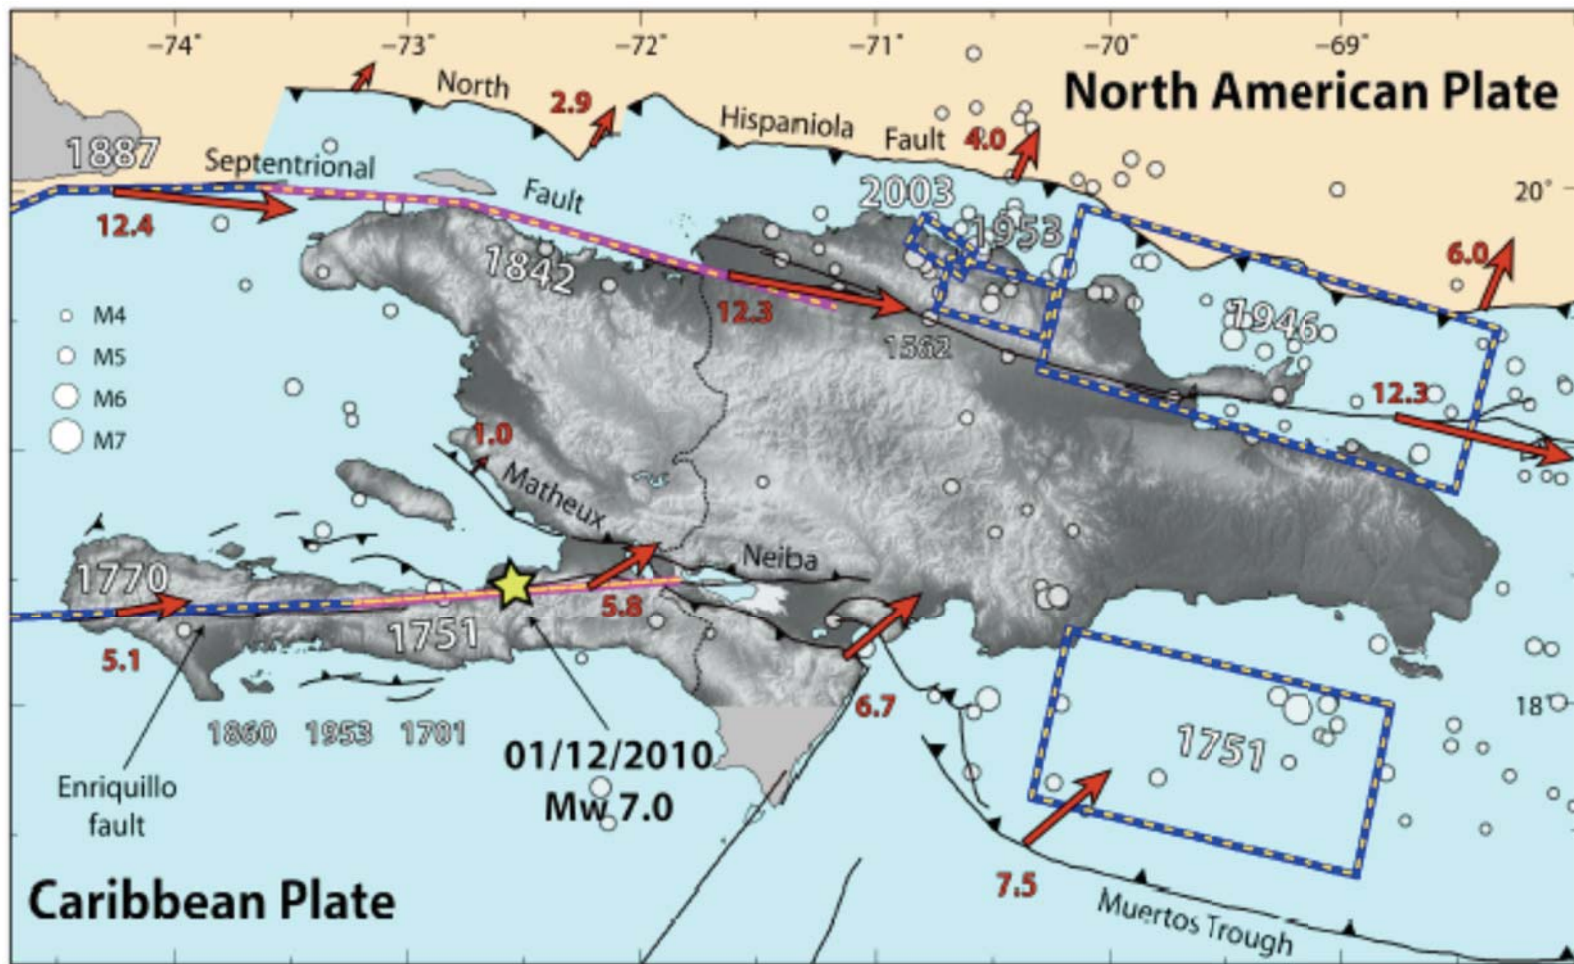 −74°
−73°
−72°
−71°
−70°
−69°
North American Plate
North
2.9
Hispaniola
Fault
4.0
1887
Septentrional
Fault
2003
1953
20°
12.4
6.0
1842
12.3
1562
1946
M4
M5
M6
M7
12.3
1.0
Matheux
Neiba
1770
5.8
1751
5.1
6.7
18°
1860
1953
1701
01/12/2010
Mw 7.0
1751
Enriquillo
fault
7.5
Caribbean Plate
Muertos Trough